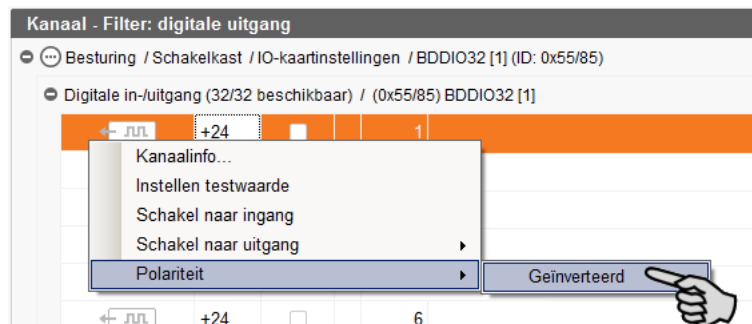 Kanaal - Filter: digitale uitgang
Besturing / Schakelkast / IO-kaartinstellingen / BDDIO32 [1] (ID: 0x55/85)
Digitale in-/uitgang (32/32 beschikbaar) / (0x55/85) BDDIO32 [1]
+24 1
Kanaalinfo...
Instellen testwaarde
Schakel naar ingang
Schakel naar uitgang
Polariteit Geïnverteerd
+24 6